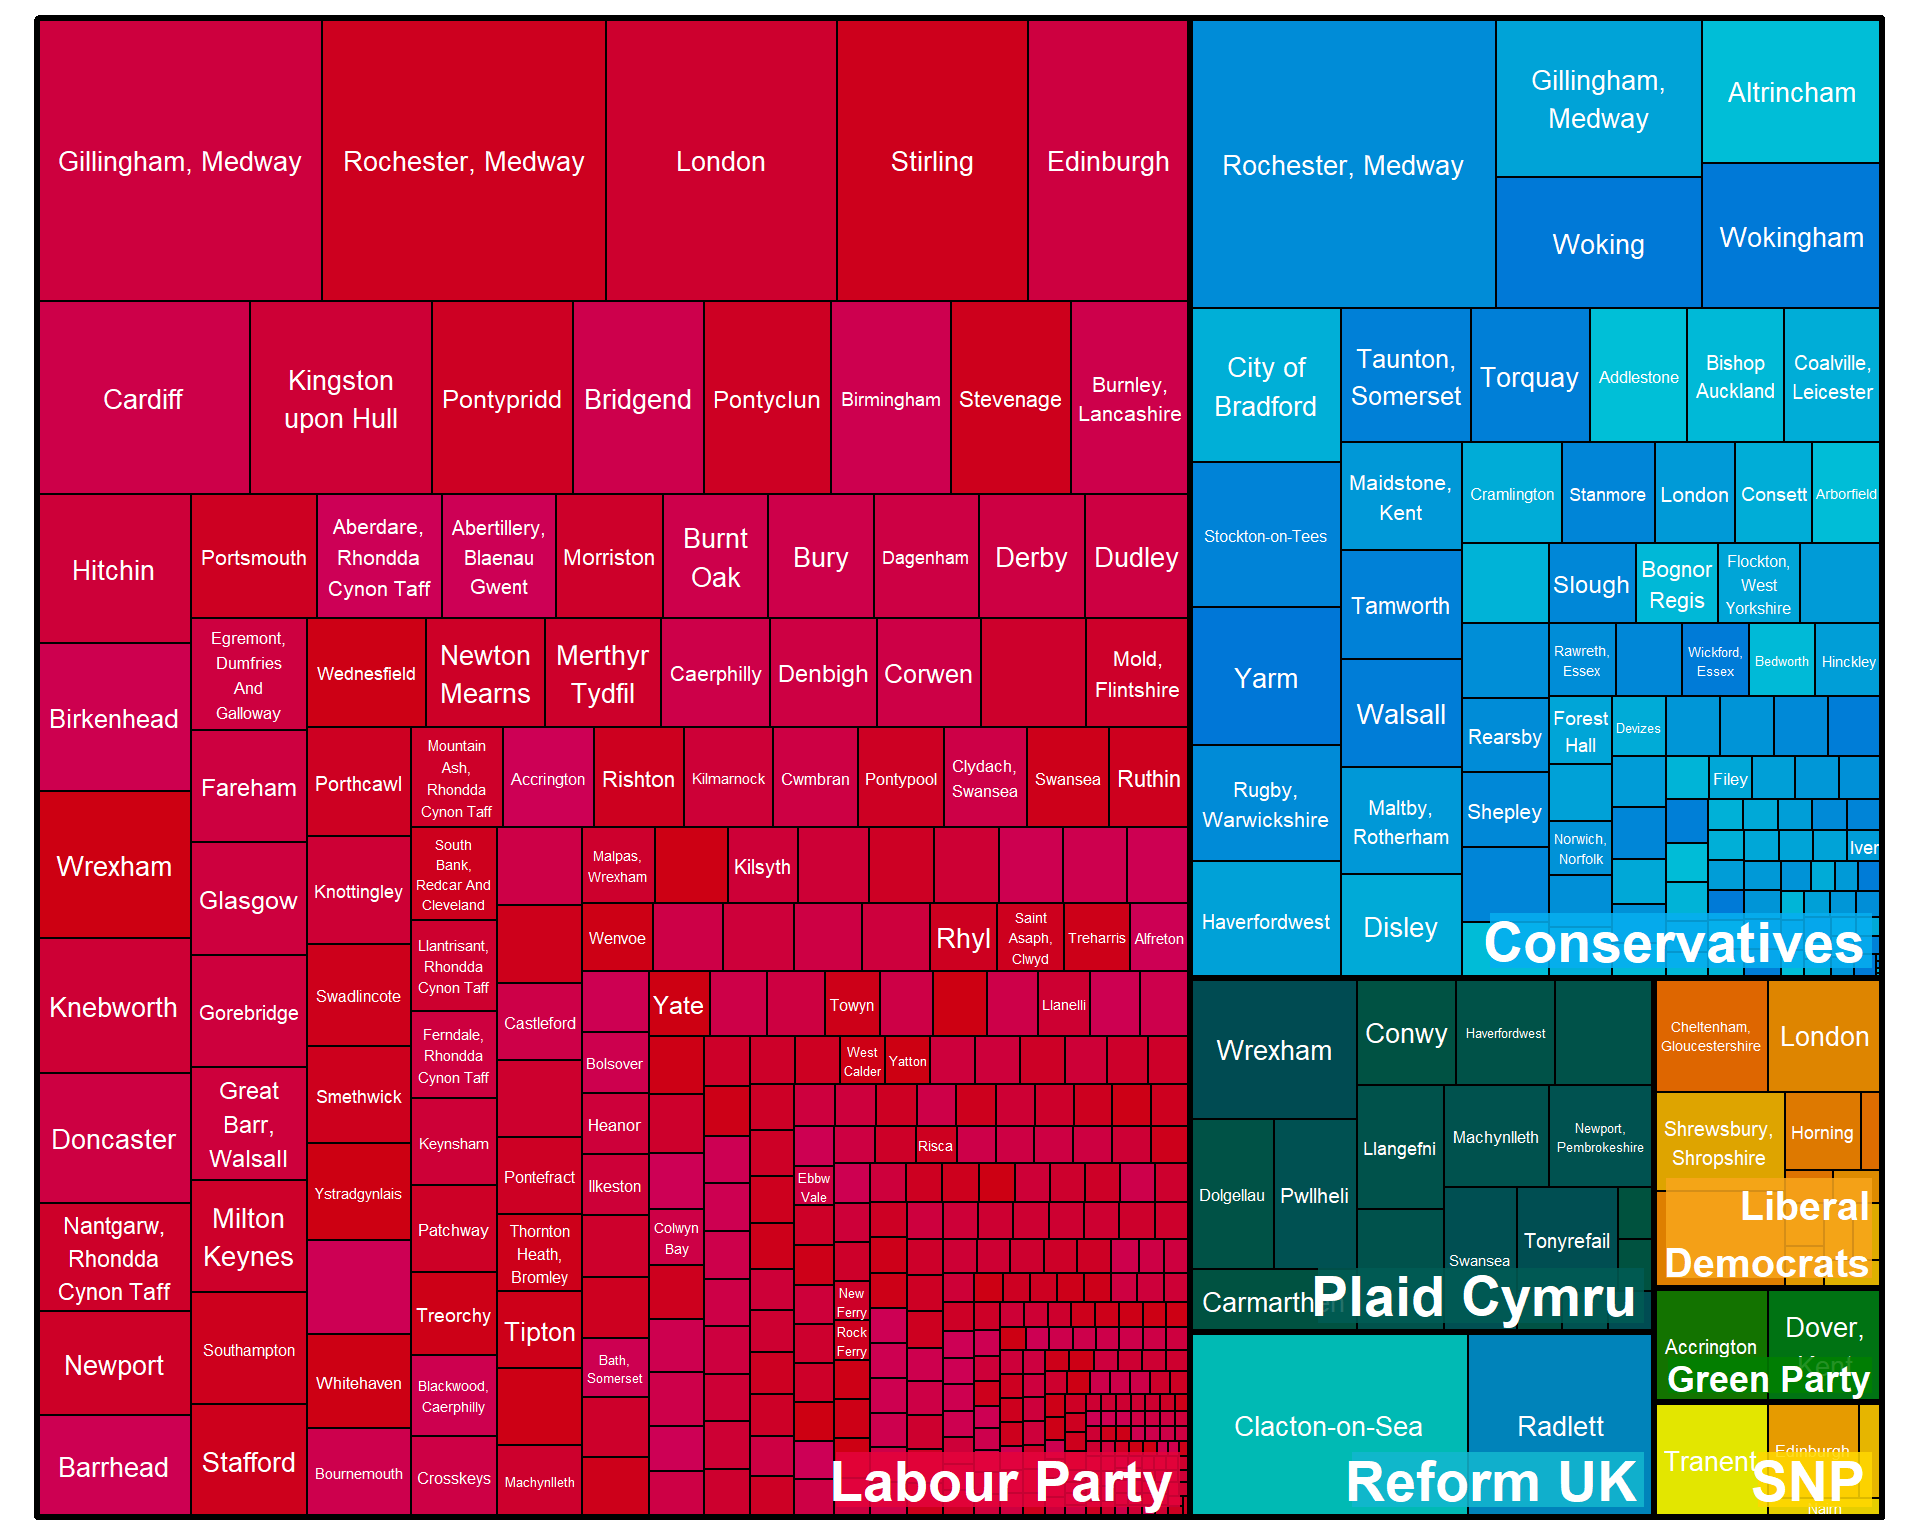 Gillingham, Medway
Rochester, Medway
London
Stirling
Edinburgh
Cardiff
Kingston
upon Hull
Pontypridd
Bridgend
Pontyclun
Birmingham
Stevenage
Burnley,
Lancashire
Hitchin
Portsmouth
Aberdare,
Rhondda
Cynon Taff
Abertillery,
Blaenau
Gwent
Morriston
Burnt
Oak
Bury
Dagenham
Derby
Dudley
Birkenhead
Egremont,
Dumfries
And
Galloway
Wednesfield
Newton
Mearns
Merthyr
Tydfil
Caerphilly
Denbigh
Corwen
Mold,
Flintshire
Wrexham
Fareham
Porthcawl
Mountain
Ash,
Rhondda
Cynon Taff
Accrington
Rishton
Kilmarnock
Cwmbran
Pontypool
Clydach,
Swansea
Swansea
Ruthin
Glasgow
Knottingley
South
Bank,
Redcar And
Cleveland
Malpas,
Wrexham
Kilsyth
Knebworth
Gorebridge
Swadlincote
Llantrisant,
Rhondda
Cynon Taff
Castleford
Wenvoe
Rhyl
Saint
Asaph,
Clwyd
Treharris
Alfreton
Yate
Towyn
Llanelli
Ferndale,
Rhondda
Cynon Taff
Bolsover
West
Calder
Yatton
Doncaster
Great
Barr,
Walsall
Smethwick
Keynsham
Heanor
Risca
Pontefract
Ilkeston
Ebbw
Vale
Nantgarw,
Rhondda
Cynon Taff
Milton
Keynes
Ystradgynlais
Patchway
Thornton
Heath,
Bromley
Colwyn
Bay
New
Ferry
Newport
Southampton
Whitehaven
Treorchy
Tipton
Rock
Ferry
Blackwood,
Caerphilly
Bath,
Somerset
Barrhead
Stafford
Bournemouth
Crosskeys
Machynlleth
Labour Party
Rochester, Medway
Gillingham,
Medway
Altrincham
Woking
Wokingham
City of
Bradford
Taunton,
Somerset
Torquay
Addlestone
Bishop
Auckland
Coalville,
Leicester
Stockton-on-Tees
Maidstone,
Kent
Cramlington
Stanmore
London
Consett
Arborfield
Tamworth
Slough
Bognor
Regis
Flockton,
West
Yorkshire
Yarm
Walsall
Rawreth,
Essex
Wickford,
Essex
Bedworth
Hinckley
Rearsby
Forest
Hall
Devizes
Rugby,
Warwickshire
Maltby,
Rotherham
Shepley
Filey
Norwich,
Norfolk
Iver
Haverfordwest
Disley
Conservatives
Wrexham
Conwy
Haverfordwest
Dolgellau
Pwllheli
Llangefni
Machynlleth
Newport,
Pembrokeshire
Swansea
Tonyrefail
Carmarthen
Plaid Cymru
Clacton-on-Sea
Radlett
Reform UK
Cheltenham,
Gloucestershire
London
Shrewsbury,
Shropshire
Horning
Liberal
Democrats
Accrington
Dover,
Kent
Green Party
Tranent
Edinburgh
SNP
Nairn